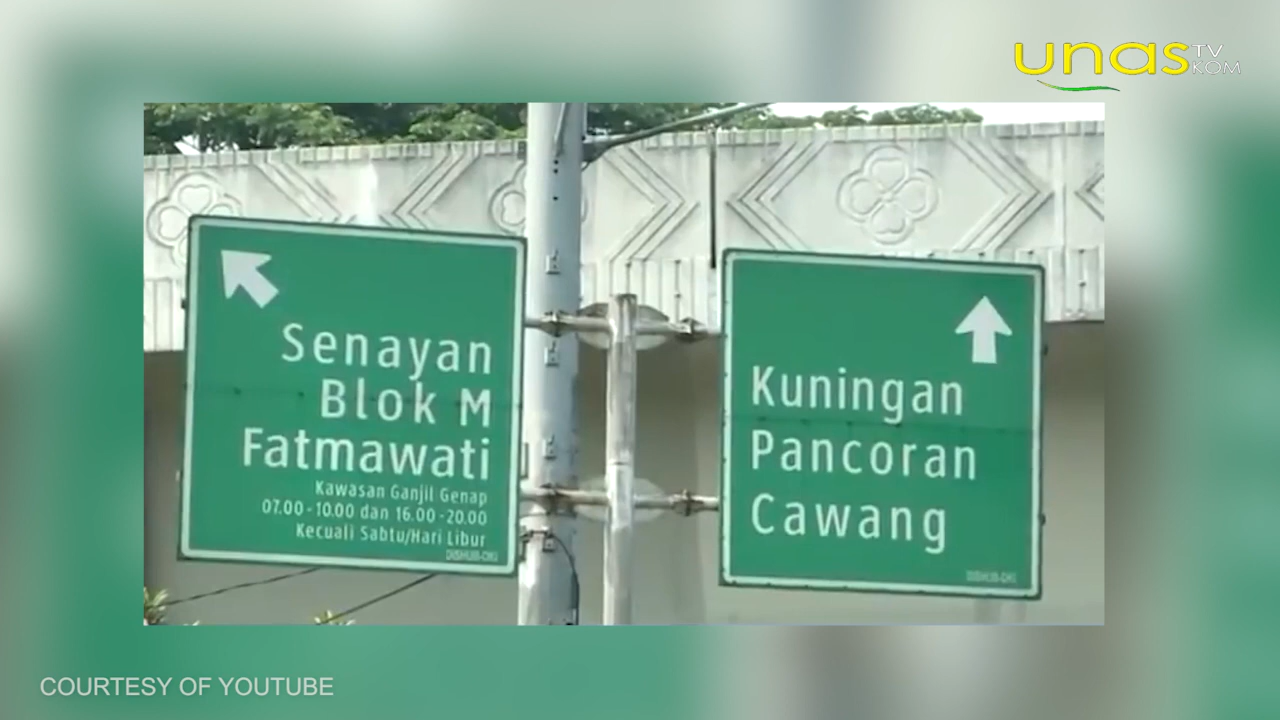 unas TV
KOM
Senayan
Blok M
Fatmawati
Kawasan Ganjil Genap
07.00-10.00 dan 16.00-20.00
Kecuali Sabtu/Hari Libur
DISHUB-DKI
Kuningan
Pancoran
Cawang
DISHUB-DKI
COURTESY OF YOUTUBE